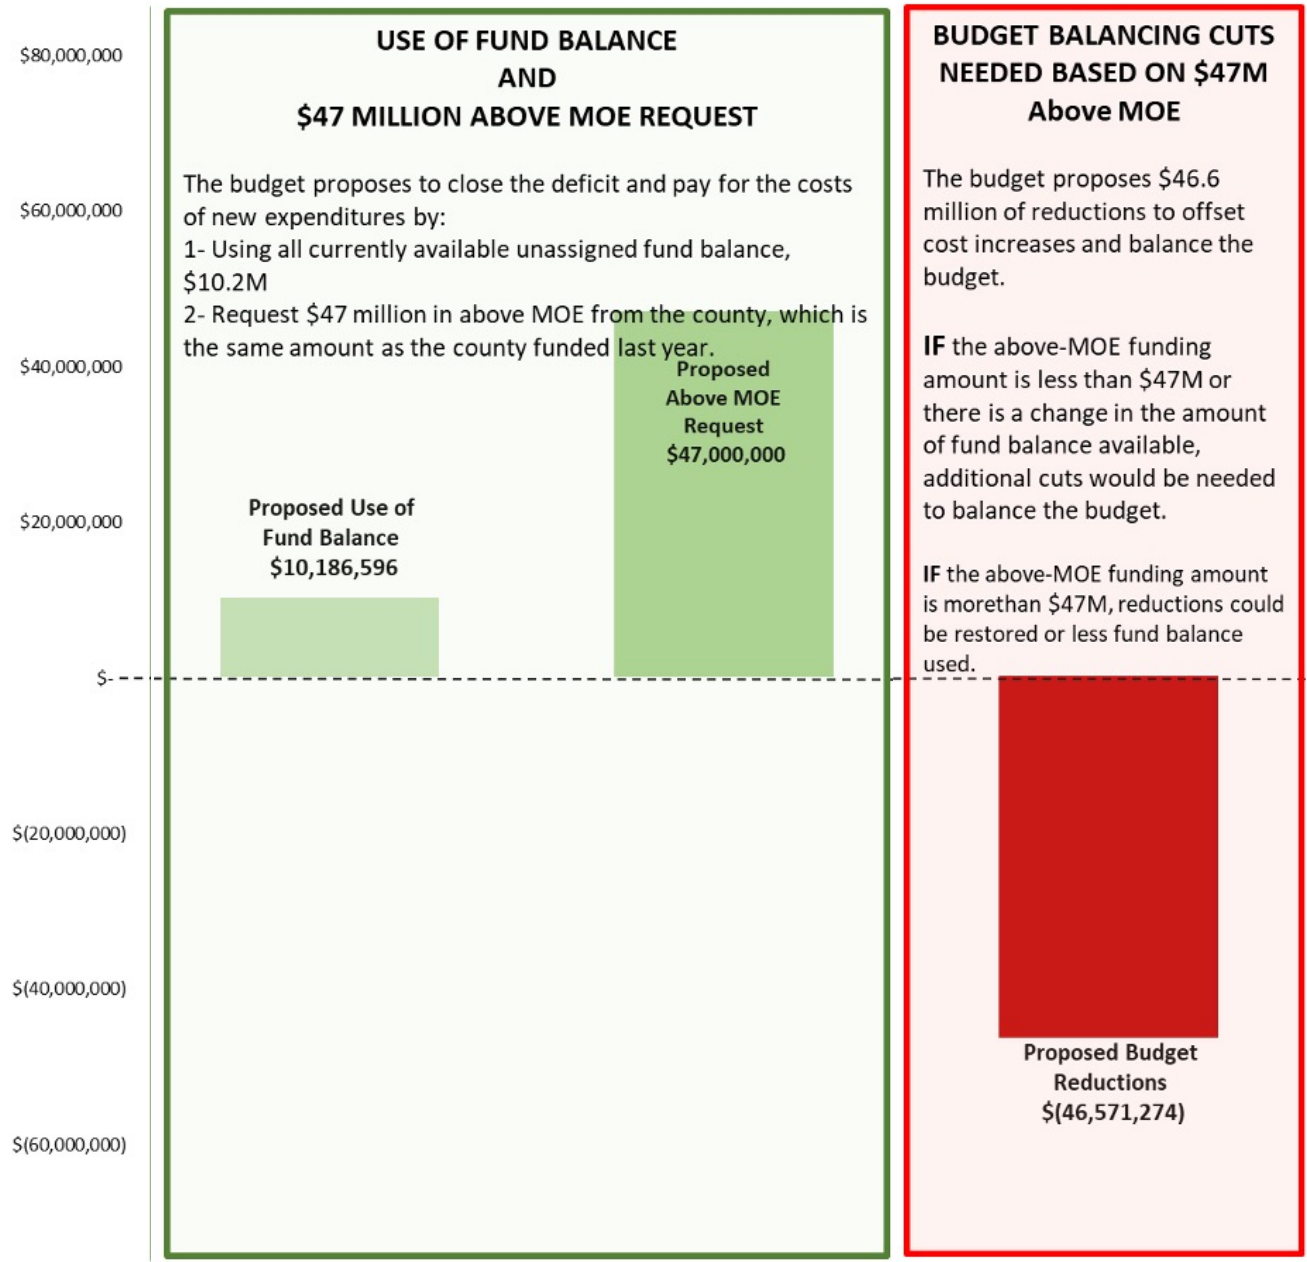 $80,000,000
$60,000,000
$40,000,000
$20,000,000
$-
$(20,000,000)
$(40,000,000)
$(60,000,000)
USE OF FUND BALANCE
AND
$47 MILLION ABOVE MOE REQUEST
The budget proposes to close the deficit and pay for the costs
of new expenditures by:
1- Using all currently available unassigned fund balance,
$10.2M
2- Request $47 million in above MOE from the county, which is
the same amount as the county funded last year.
Proposed
Above MOE
Request
$47,000,000
Proposed Use of
Fund Balance
$10,186,596
BUDGET BALANCING CUTS
NEEDED BASED ON $47M
Above MOE
The budget proposes $46.6
million of reductions to offset
cost increases and balance the
budget.
IF the above-MOE funding
amount is less than $47M or
there is a change in the amount
of fund balance available,
additional cuts would be needed
to balance the budget.
IF the above-MOE funding amount
is morethan $47M, reductions could
be restored or less fund balance
used.
Proposed Budget
Reductions
$(46,571,274)